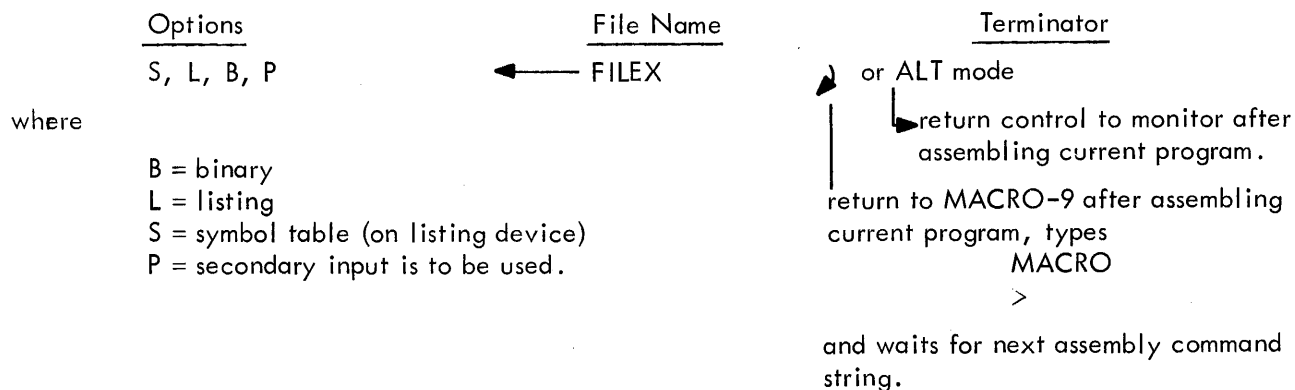 Options File Name Terminator
S, L, B, P ← FILEX ⤸ or ALT mode
where
return control to monitor after
assembling current program.
B = binary
L = listing
S = symbol table (on listing device)
P = secondary input is to be used.
return to MACRO-9 after assembling
current program, types
MACRO
>
and waits for next assembly command
string.